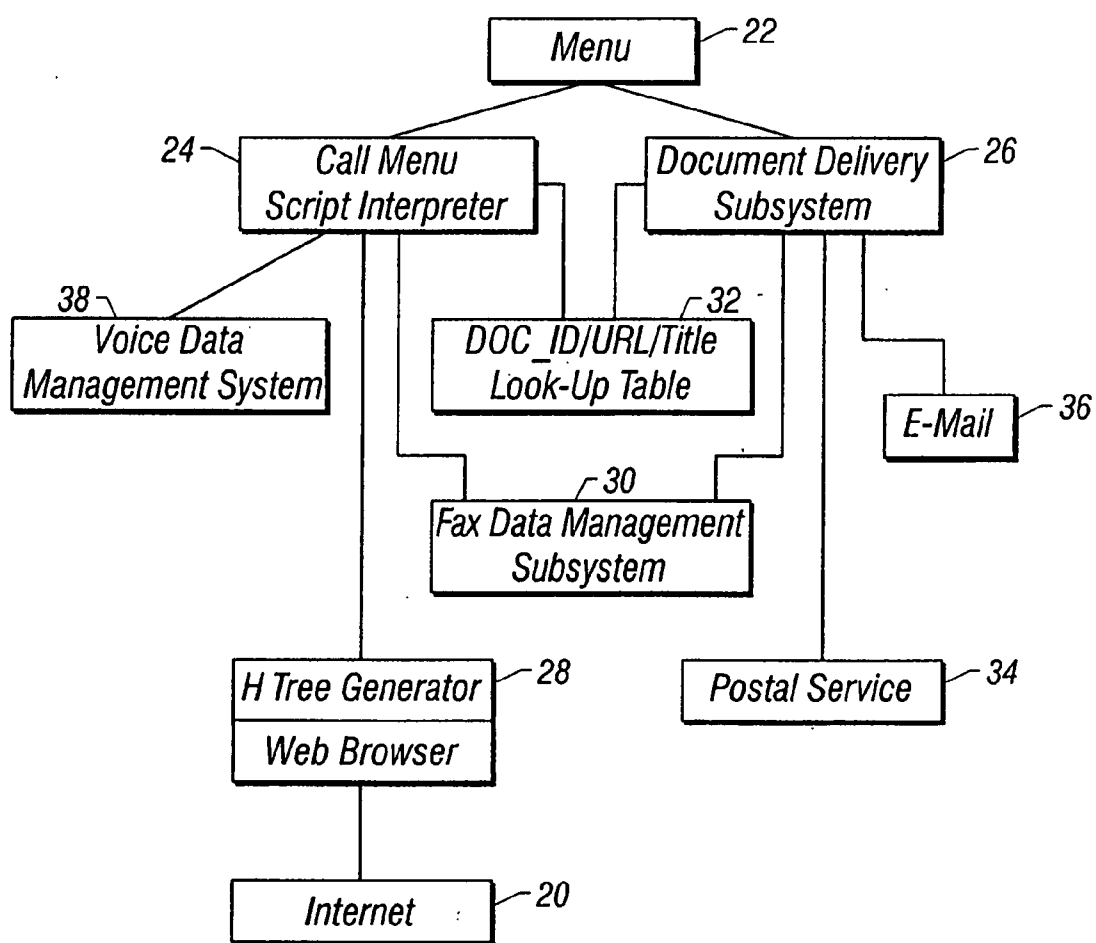 Menu
22
24
Call Menu
Script Interpreter
Document Delivery
Subsystem
26
38
Voice Data
Management System
32
DOC_ID/URL/Title
Look-Up Table
E-Mail
36
30
Fax Data Management
Subsystem
H Tree Generator
28
Web Browser
Postal Service
34
Internet
20